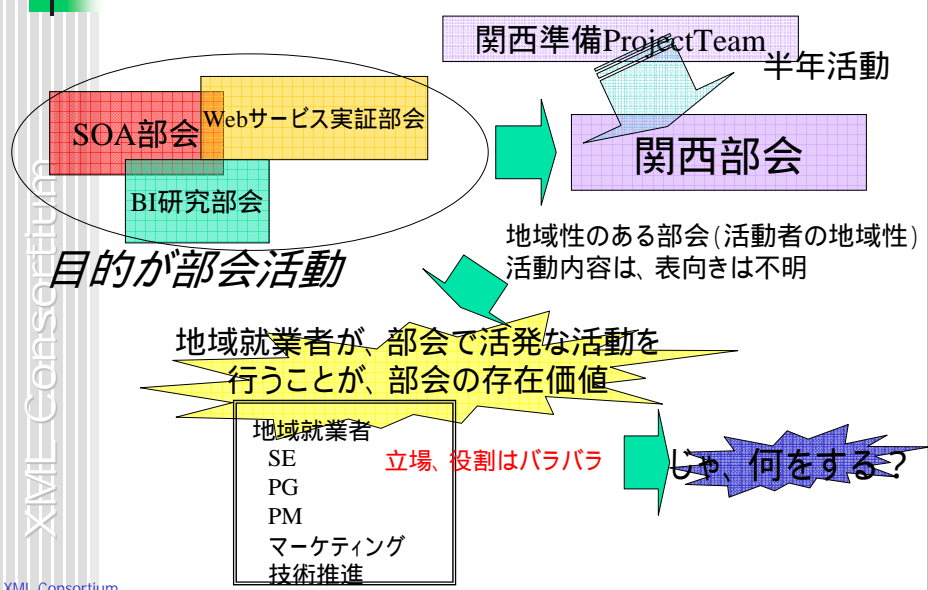 関西準備ProjectTeam
半年活動
SOA部会
Webサービス実証部会
BI研究部会
関西部会
目的が部会活動
地域性のある部会(活動者の地域性)
活動内容は、表向きは不明
地域就業者が、部会で活発な活動を
行うことが、部会の存在価値
地域就業者
SE
PG
PM
マーケティング
技術推進
立場、役割はバラバラ
じゃ、何をする?
XML Consortium
XML Consortium